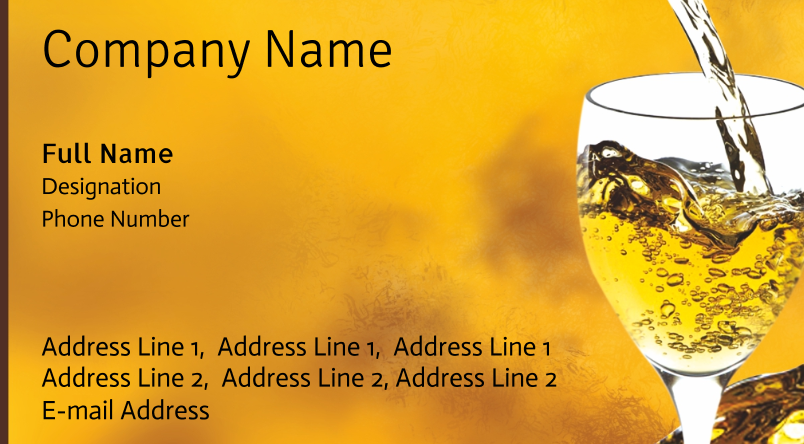 Company Name
Full Name
Designation
Phone Number
Address Line 1,  Address Line 1,  Address Line 1
Address Line 2,  Address Line 2, Address Line 2
E-mail Address